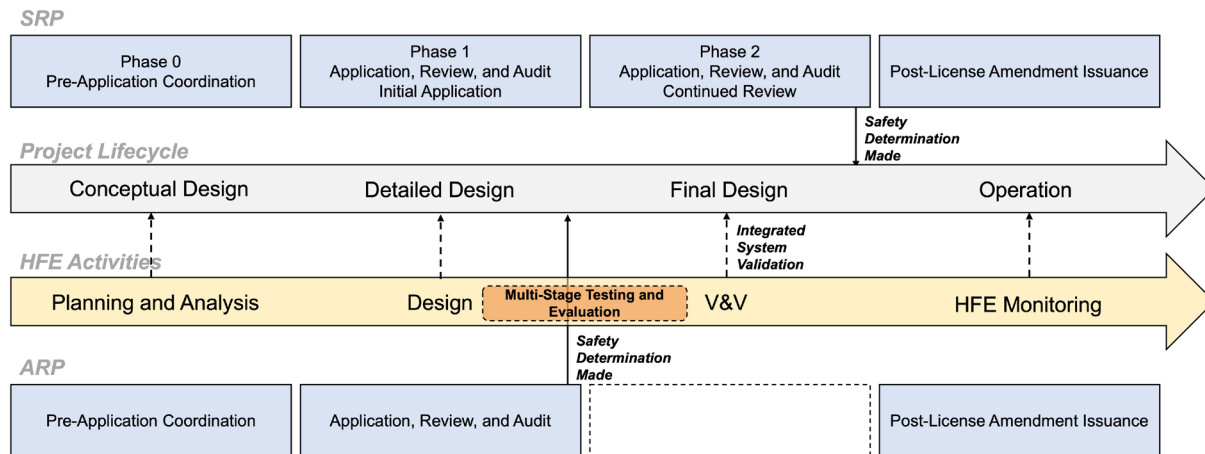 SRP
Phase 0
Pre-Application Coordination
Phase 1
Application, Review, and Audit
Initial Application
Phase 2
Application, Review, and Audit
Continued Review
Post-License Amendment Issuance
Safety
Determination
Made
Project Lifecycle
Conceptual Design
Detailed Design
Final Design
Operation
Integrated
System
Validation
HFE Activities
Planning and Analysis
Design
Multi-Stage Testing and
Evaluation
V&V
HFE Monitoring
Safety
Determination
Made
ARP
Pre-Application Coordination
Application, Review, and Audit
Post-License Amendment Issuance